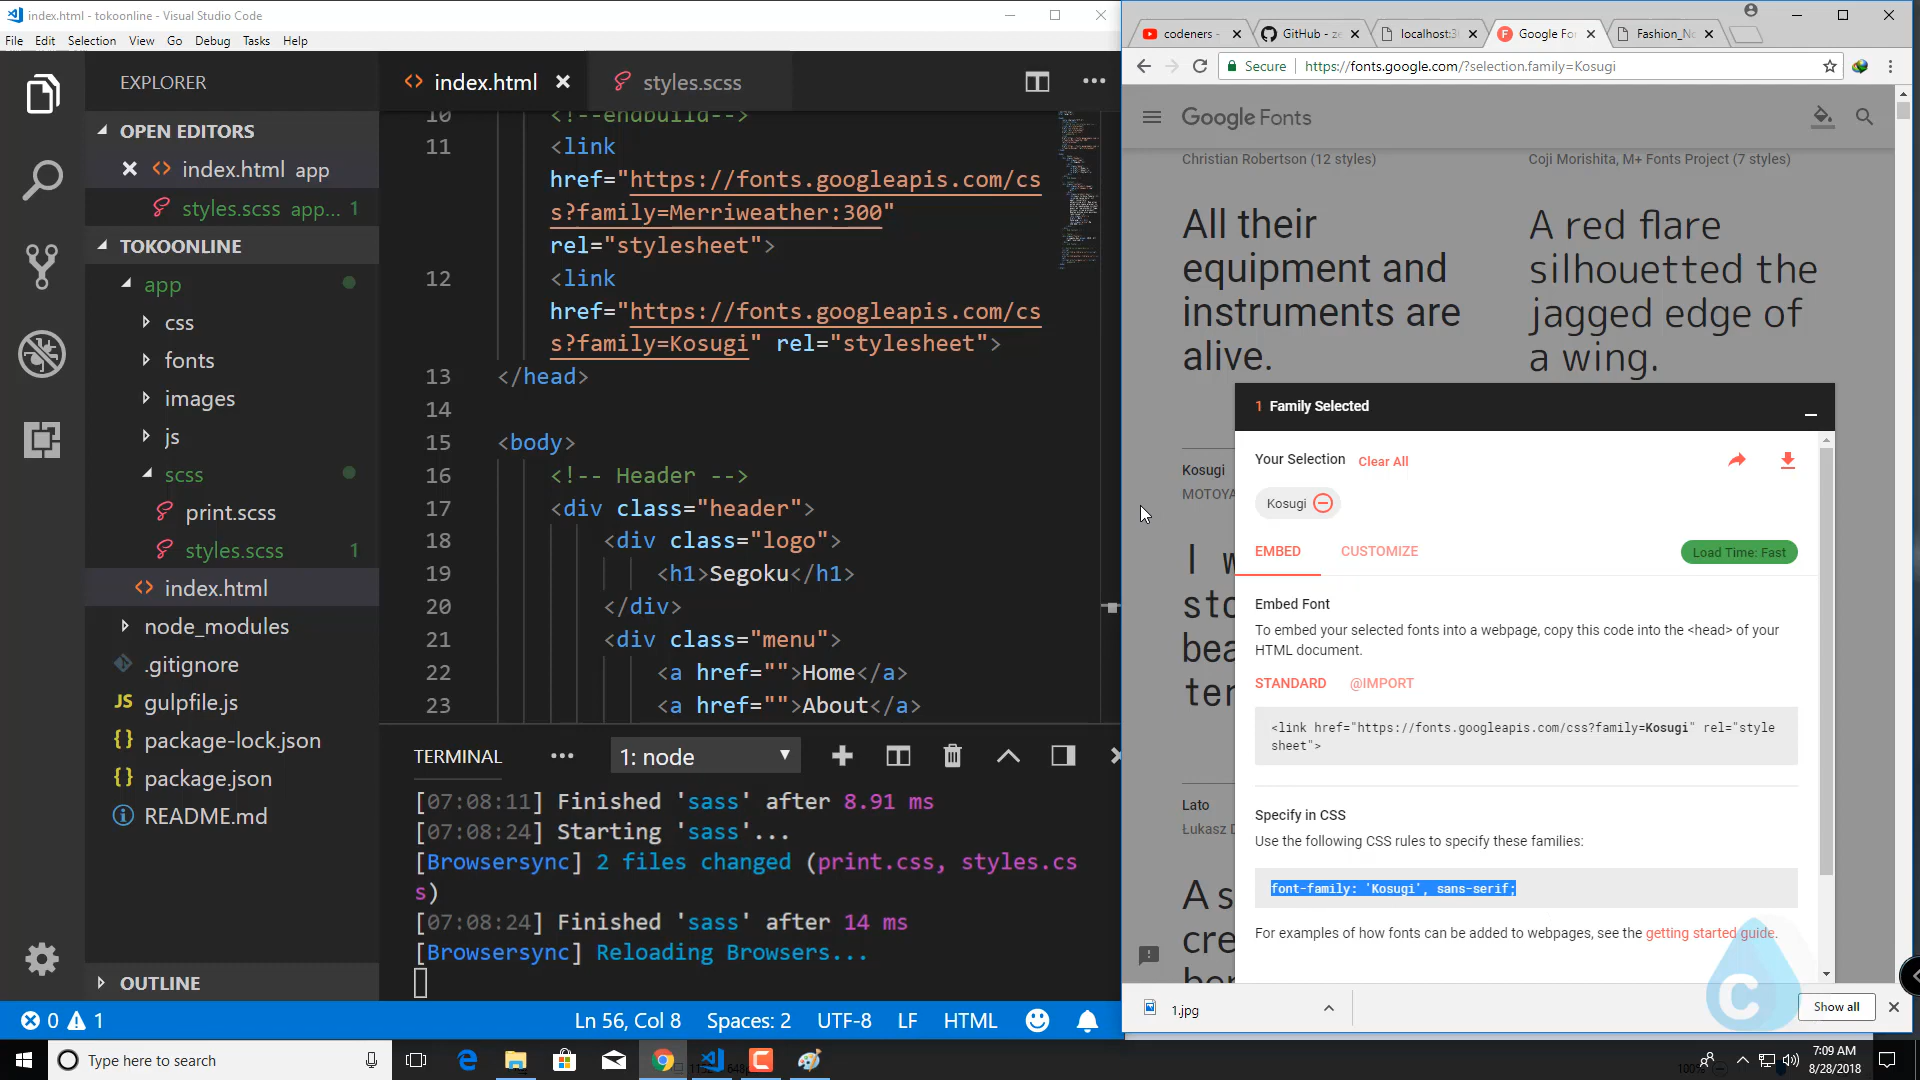 index.html - tokoonline - Visual Studio Code
File Edit Selection View Go Debug Tasks Help
EXPLORER
OPEN EDITORS
index.html app
styles.scss app... 1
TOKOONLINE
app
css
fonts
images
js
scss
print.scss
styles.scss 1
index.html
node_modules
.gitignore
JS gulpfile.js
{} package-lock.json
{} package.json
README.md
OUTLINE
index.html
styles.scss
10 <!--endbuild-->
11 <link
href="https://fonts.googleapis.com/cs
s?family=Merriweather:300"
rel="stylesheet">
12 <link
href="https://fonts.googleapis.com/cs
s?family=Kosugi" rel="stylesheet">
13 </head>
14
15 <body>
16 <!-- Header -->
17 <div class="header">
18 <div class="logo">
19 <h1>Segoku</h1>
20 </div>
21 <div class="menu">
22 <a href="">Home</a>
23 <a href="">About</a>
TERMINAL
1: node
[07:08:11] Finished 'sass' after 8.91 ms
[07:08:24] Starting 'sass'...
[Browsersync] 2 files changed (print.css, styles.cs
s)
[07:08:24] Finished 'sass' after 14 ms
[Browsersync] Reloading Browsers...
0 1
Ln 56, Col 8 Spaces: 2 UTF-8 LF HTML
codeners -
GitHub - ze
localhost:3
Google Fo
Fashion_No
Secure https://fonts.google.com/?selection.family=Kosugi
Google Fonts
Christian Robertson (12 styles)
Coji Morishita, M+ Fonts Project (7 styles)
All their
equipment and
instruments are
alive.
A red flare
silhouetted the
jagged edge of
a wing.
Kosugi
MOTOYA
I w
sto
bea
ter
Lato
Łukasz D
A s
cre
1 Family Selected
Your Selection Clear All
Kosugi
EMBED CUSTOMIZE
Load Time: Fast
Embed Font
To embed your selected fonts into a webpage, copy this code into the <head> of your
HTML document.
STANDARD @IMPORT
<link href="https://fonts.googleapis.com/css?family=Kosugi" rel="style
sheet">
Specify in CSS
Use the following CSS rules to specify these families:
font-family: 'Kosugi', sans-serif;
For examples of how fonts can be added to webpages, see the getting started guide.
C
1.jpg
Show all
Type here to search
7:09 AM
8/28/2018